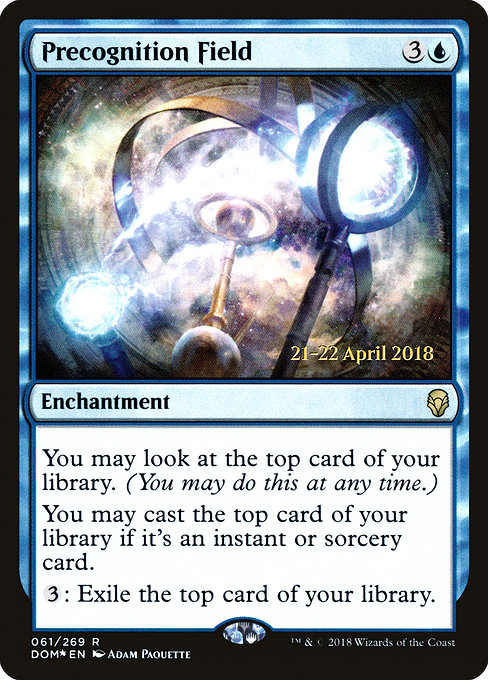 Precognition Field 3
21–22 April 2018
Enchantment
You may look at the top card of your
library. (You may do this at any time.)
You may cast the top card of your
library if it's an instant or sorcery
card.
3: Exile the top card of your library.
061/269 R
DOM★EN Adam Paquette
™ & © 2018 Wizards of the Coast